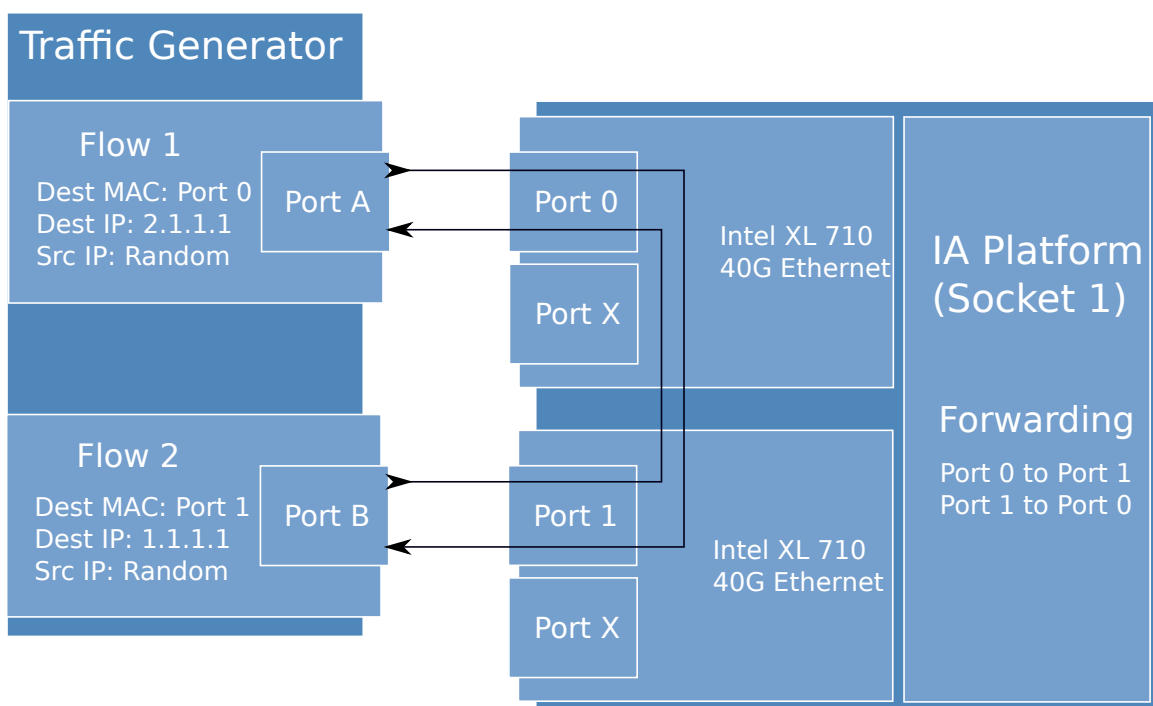 Traffic Generator
Flow 1
Dest MAC: Port 0
Dest IP: 2.1.1.1
Src IP: Random
Port A
Flow 2
Dest MAC: Port 1
Dest IP: 1.1.1.1
Src IP: Random
Port B
Port 0
Port X
Intel XL 710
40G Ethernet
Port 1
Port X
Intel XL 710
40G Ethernet
IA Platform
(Socket 1)
Forwarding
Port 0 to Port 1
Port 1 to Port 0